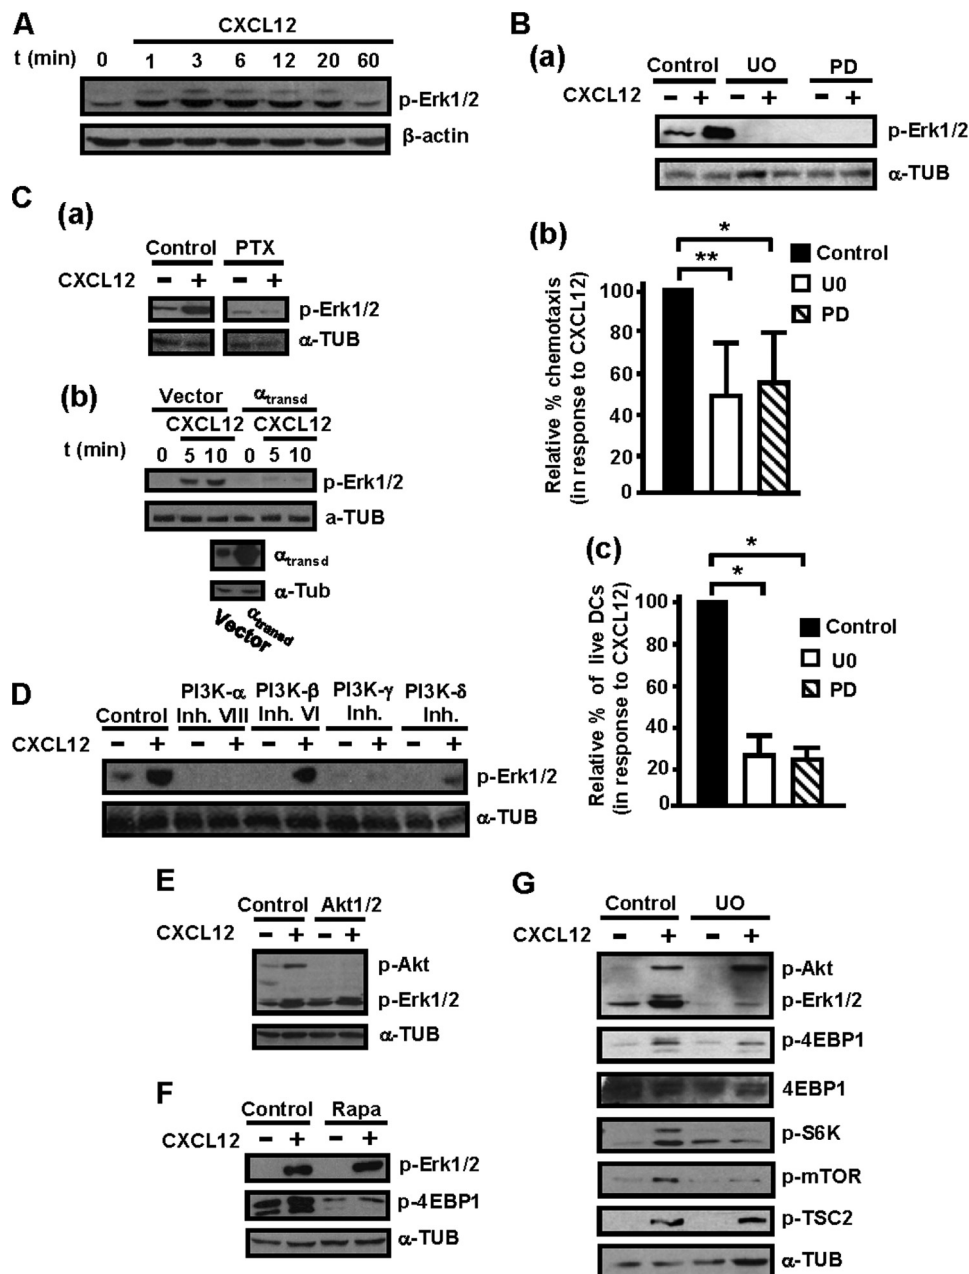 A
CXCL12
t (min) 0 1 3 6 12 20 60
p-Erk1/2
β-actin
B
(a)
Control UO PD
CXCL12 – + – + – +
p-Erk1/2
α-TUB
(b)
Relative % chemotaxis
(in response to CXCL12)
100
80
60
40
20
0
**
*
Control
U0
PD
(c)
Relative % of live DCs
(in response to CXCL12)
100
80
60
40
20
0
*
*
Control
U0
PD
C
(a)
Control PTX
CXCL12 – + – +
p-Erk1/2
α-TUB
(b)
Vector αtransd
CXCL12 CXCL12
t (min) 0 5 10 0 5 10
p-Erk1/2
a-TUB
αtransd
α-Tub
Vector
αtransd
D
PI3K-α PI3K-β PI3K-γ PI3K-δ
Control Inh. VIII Inh. VI Inh. Inh.
CXCL12 – + – + – + – + – +
p-Erk1/2
α-TUB
E
Control Akt1/2
CXCL12 – + – +
p-Akt
p-Erk1/2
α-TUB
F
Control Rapa
CXCL12 – + – +
p-Erk1/2
p-4EBP1
α-TUB
G
Control UO
CXCL12 – + – +
p-Akt
p-Erk1/2
p-4EBP1
4EBP1
p-S6K
p-mTOR
p-TSC2
α-TUB